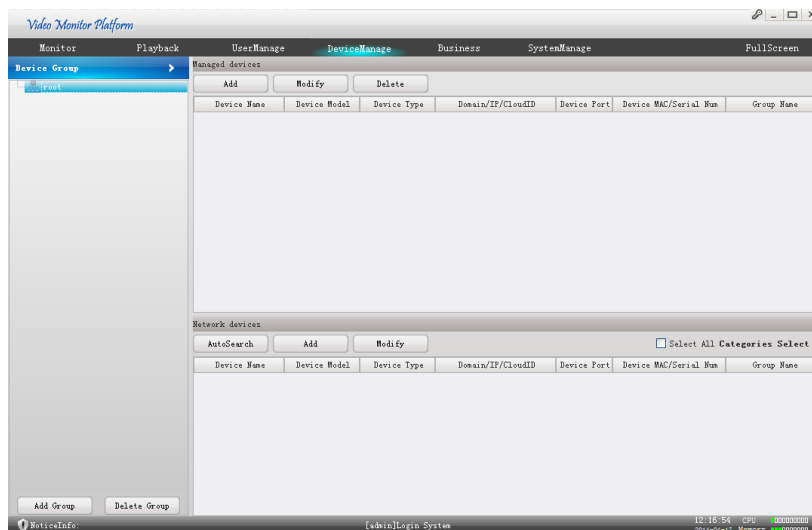 Video Monitor Platform
Monitor Playback UserManage DeviceManage Business SystemManage FullScreen
Device Group
root
Managed devices
Add Modify Delete
Device Name Device Model Device Type Domain/IP/CloudID Device Port Device MAC/Serial Num Group Name
Network devices
AutoSearch Add Modify Select All Categories Select
Device Name Device Model Device Type Domain/IP/CloudID Device Port Device MAC/Serial Num Group Name
Add Group Delete Group
NoticeInfo: [admin]Login System 12:16:54 CPU
Memory